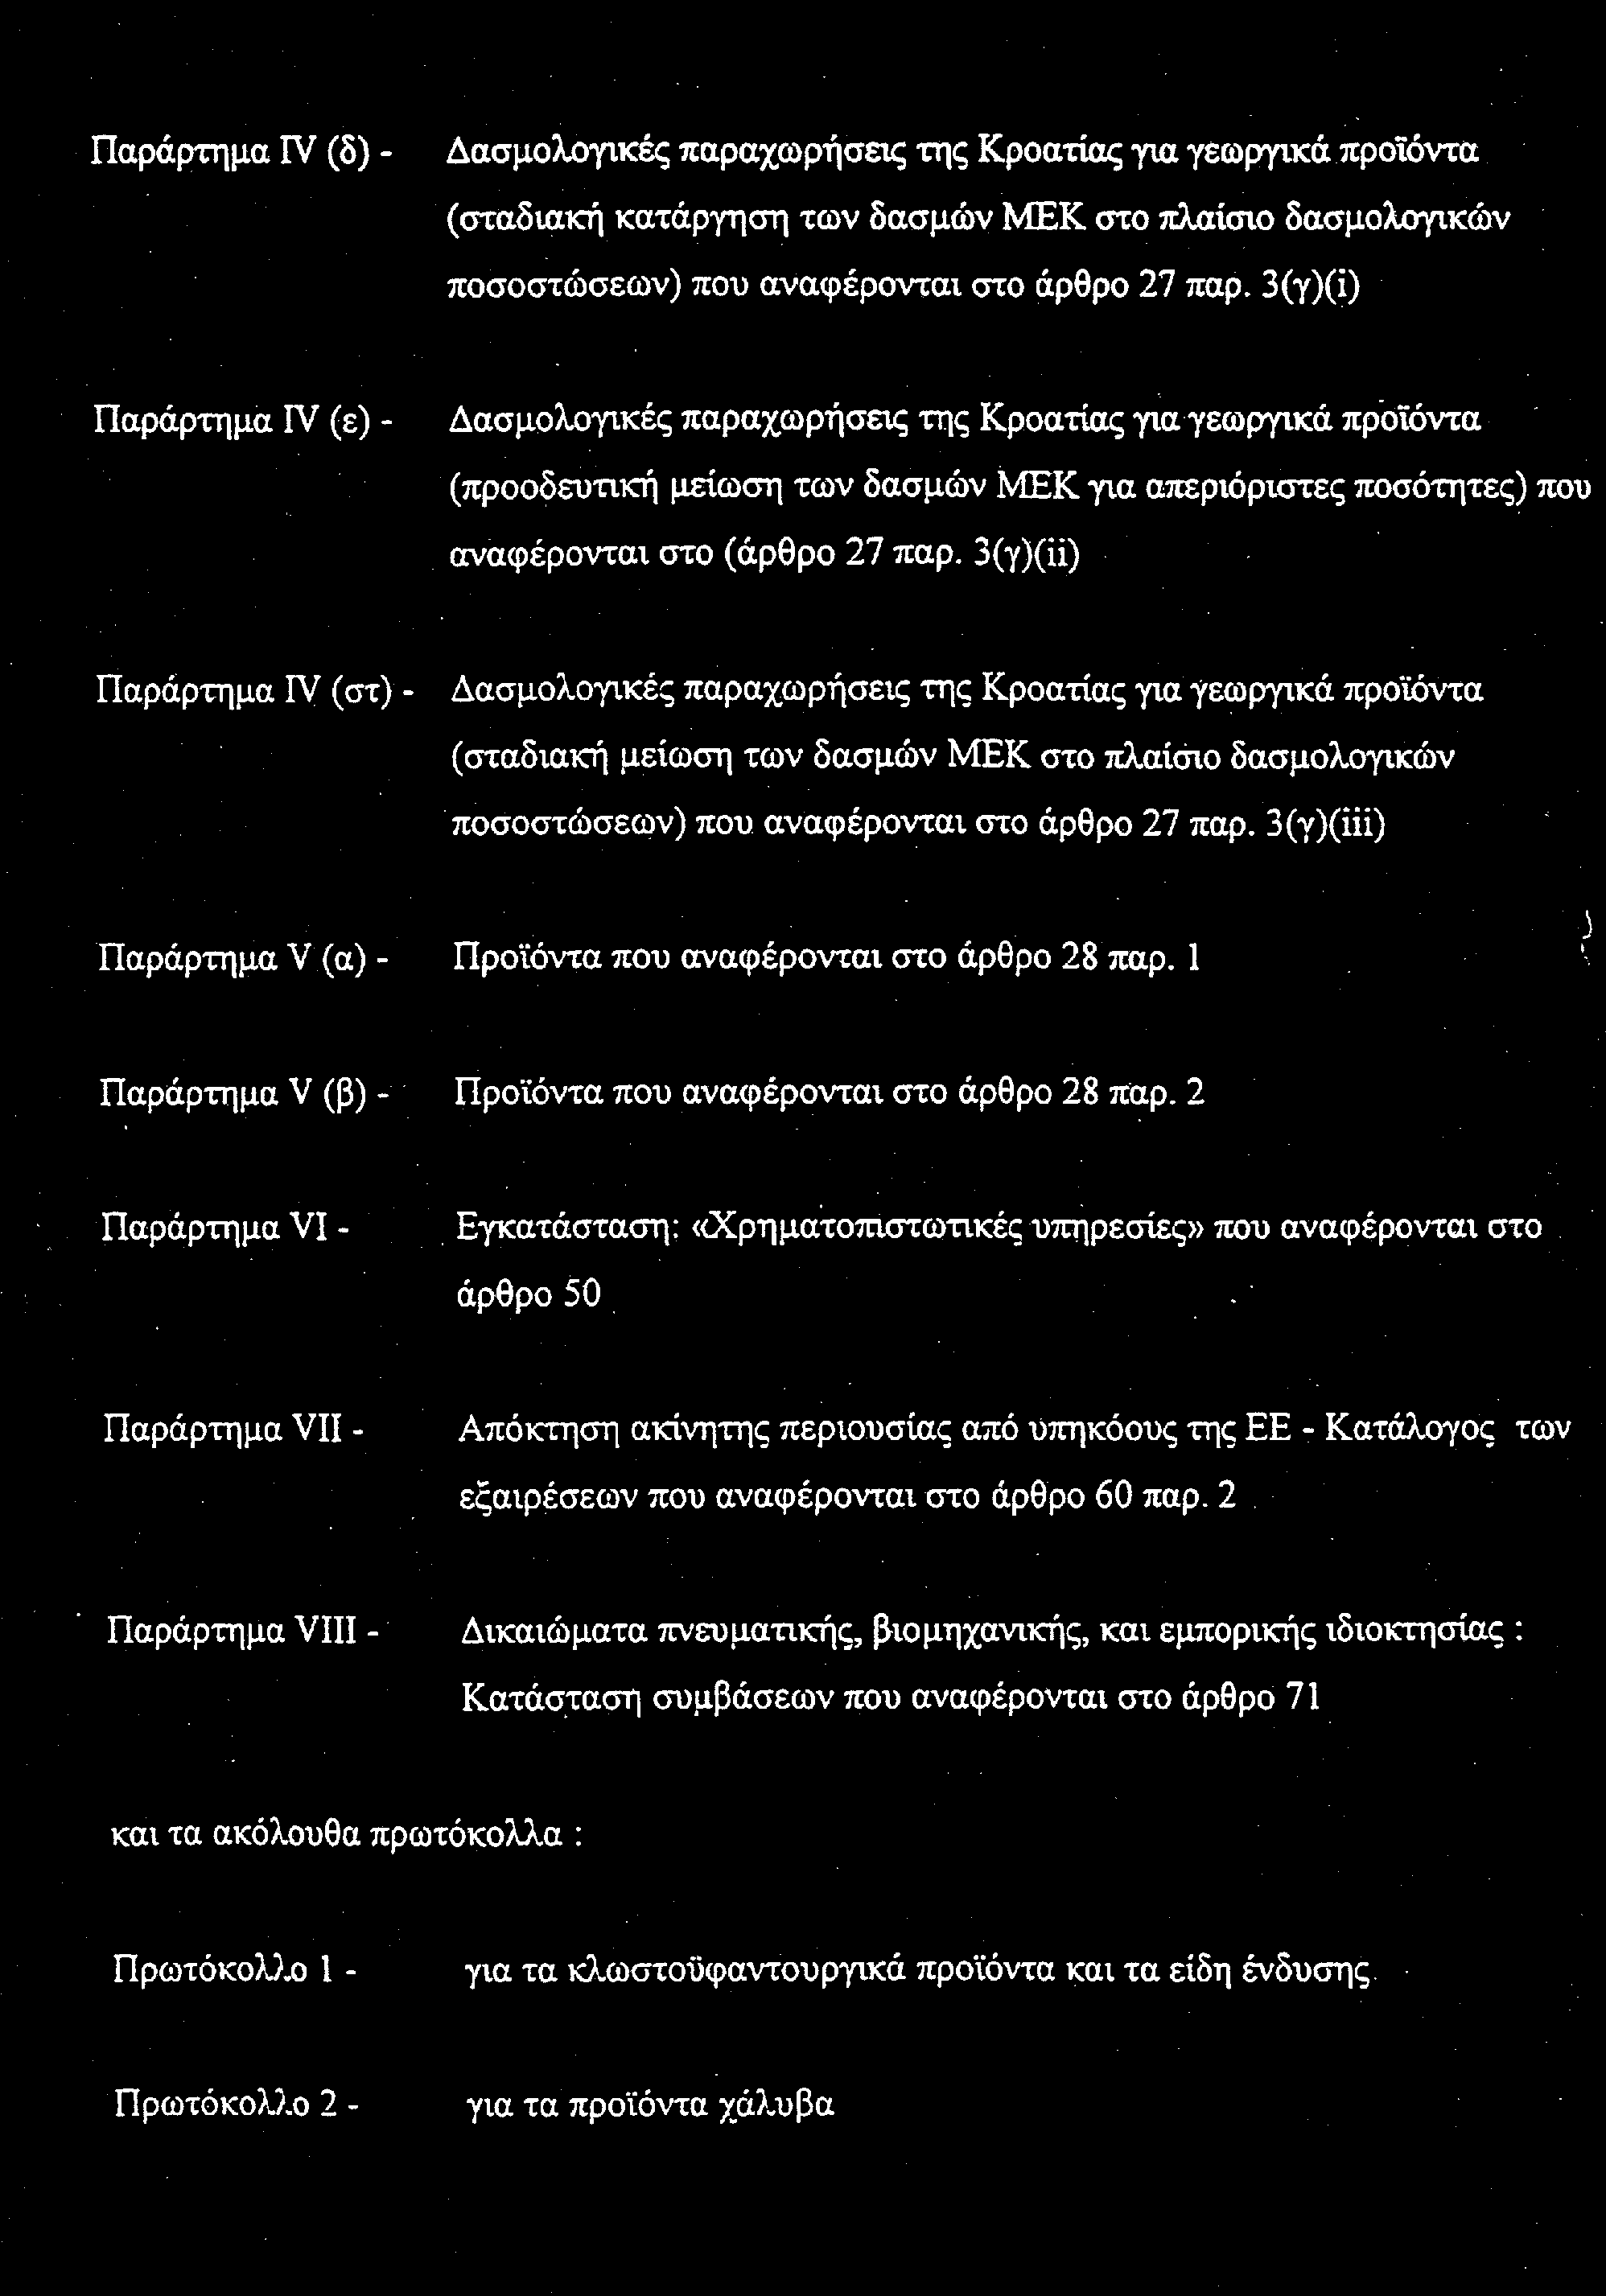 Παράρτημα IV (δ) - Δασμολογικές παραχωρήσεις της Κροατίας για γεωργικά προϊόντα
(σταδιακή κατάργηση των δασμών ΜΕΚ στο πλαίσιο δασμολογικών
ποσοστώσεων) που αναφέρονται στο άρθρο 27 παρ. 3(γ)(i)
Παράρτημα IV (ε) - Δασμολογικές παραχωρήσεις της Κροατίας για γεωργικά προϊόντα
(προοδευτική μείωση των δασμών ΜΕΚ για απεριόριστες ποσότητες) που
αναφέρονται στο (άρθρο 27 παρ. 3(γ)(ii)
Παράρτημα IV (στ) - Δασμολογικές παραχωρήσεις της Κροατίας για γεωργικά προϊόντα
(σταδιακή μείωση των δασμών ΜΕΚ στο πλαίσιο δασμολογικών
ποσοστώσεων) που αναφέρονται στο άρθρο 27 παρ. 3(γ)(iii)
Παράρτημα V (α) - Προϊόντα που αναφέρονται στο άρθρο 28 παρ. 1
Παράρτημα V (β) - Προϊόντα που αναφέρονται στο άρθρο 28 παρ. 2
Παράρτημα VI - Εγκατάσταση: «Χρηματοπιστωτικές υπηρεσίες» που αναφέρονται στο
άρθρο 50
Παράρτημα VII - Απόκτηση ακίνητης περιουσίας από υπηκόους της ΕΕ - Κατάλογος των
εξαιρέσεων που αναφέρονται στο άρθρο 60 παρ. 2
Παράρτημα VIII - Δικαιώματα πνευματικής, βιομηχανικής, και εμπορικής ιδιοκτησίας :
Κατάσταση συμβάσεων που αναφέρονται στο άρθρο 71
και τα ακόλουθα πρωτόκολλα :
Πρωτόκολλο 1 - για τα κλωστοϋφαντουργικά προϊόντα και τα είδη ένδυσης
Πρωτόκολλο 2 - για τα προϊόντα χάλυβα